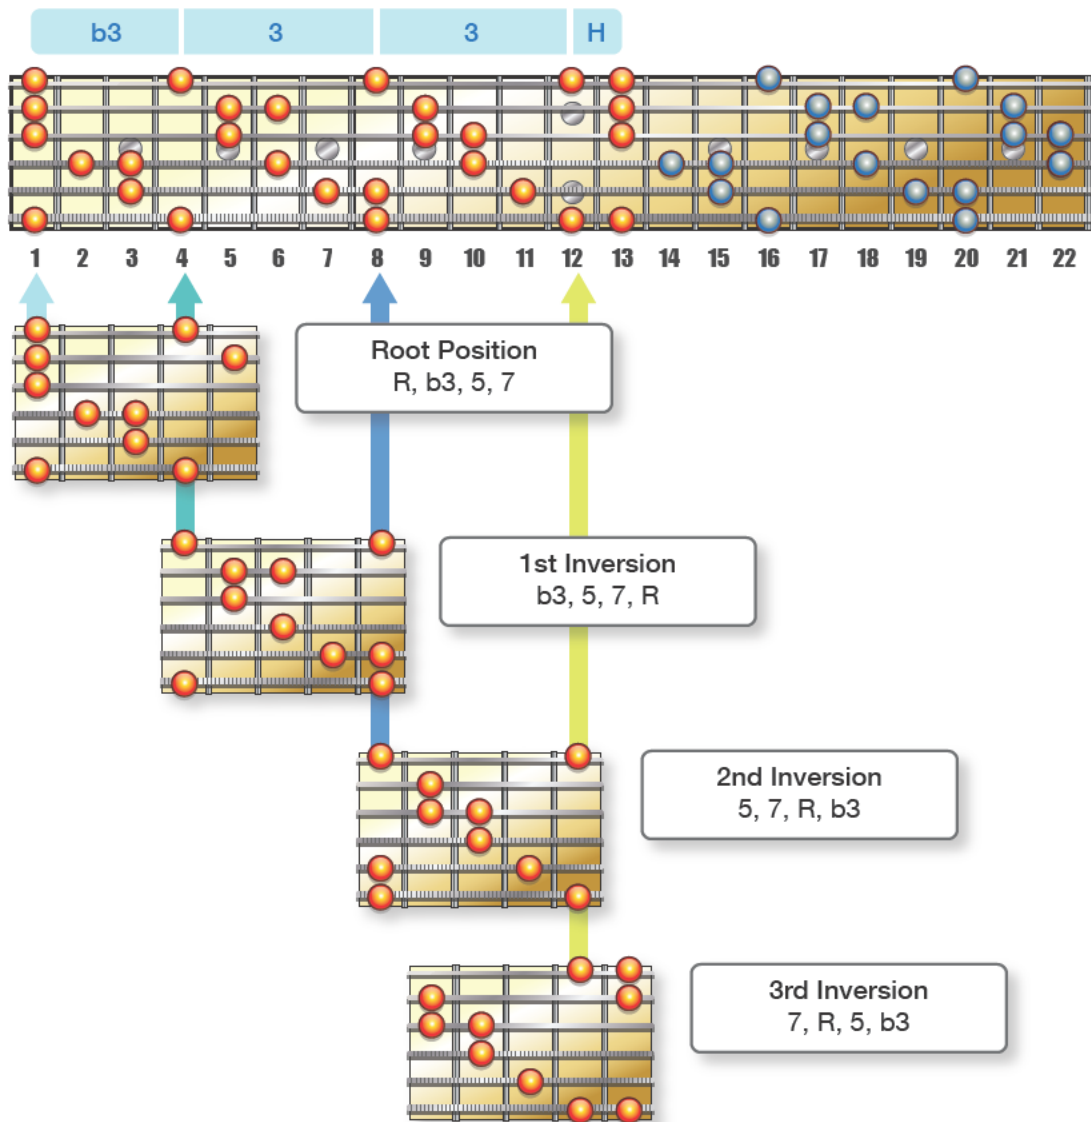 b3 3 3 H
1 2 3 4 5 6 7 8 9 10 11 12 13 14 15 16 17 18 19 20 21 22
Root Position
R, b3, 5, 7
1st Inversion
b3, 5, 7, R
2nd Inversion
5, 7, R, b3
3rd Inversion
7, R, 5, b3